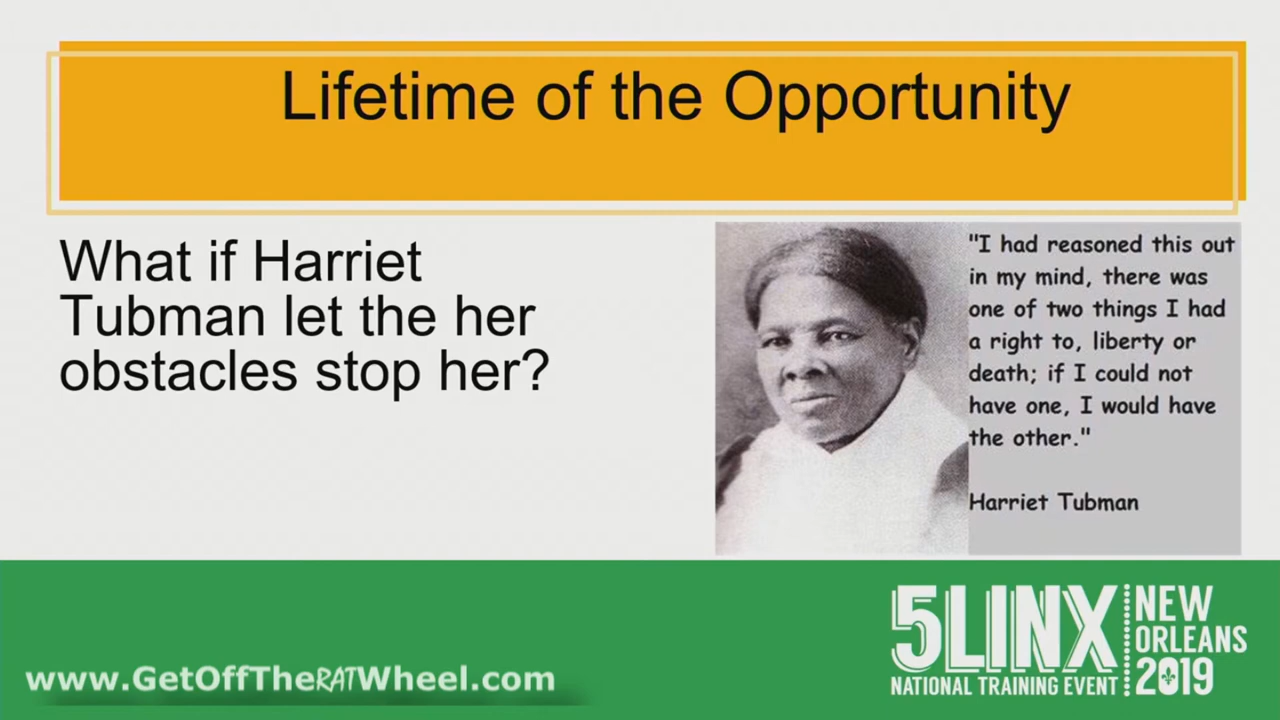 Lifetime of the Opportunity
What if Harriet
Tubman let the her
obstacles stop her?
"I had reasoned this out
in my mind, there was
one of two things I had
a right to, liberty or
death; if I could not
have one, I would have
the other."
Harriet Tubman
www.GetOffTheRATWheel.com
5LINX
NATIONAL TRAINING EVENT
NEW
ORLEANS
2019